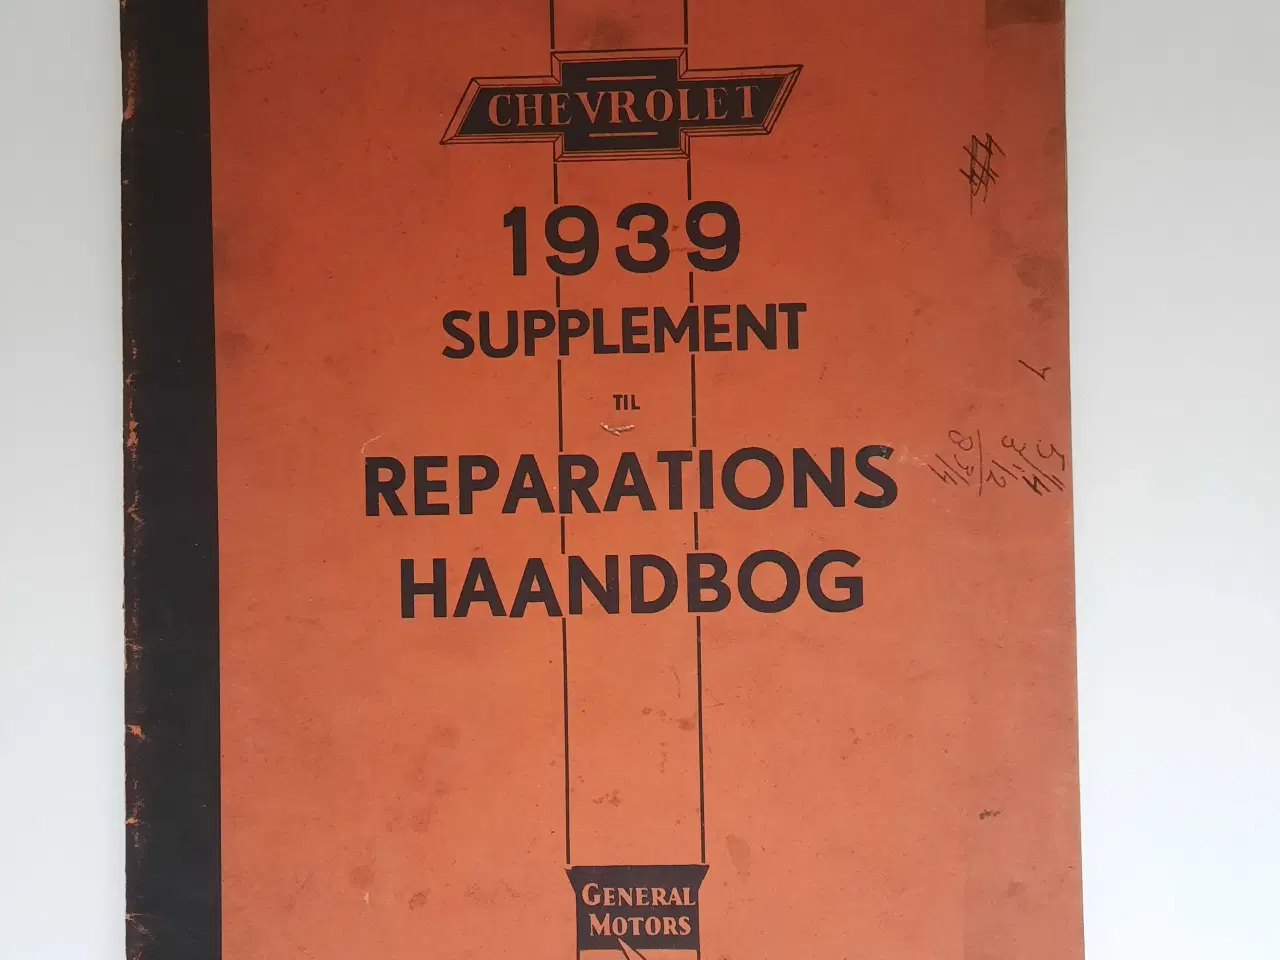 CHEVROLET
1939
SUPPLEMENT
TIL
REPARATIONS
HAANDBOG
GENERAL
MOTORS